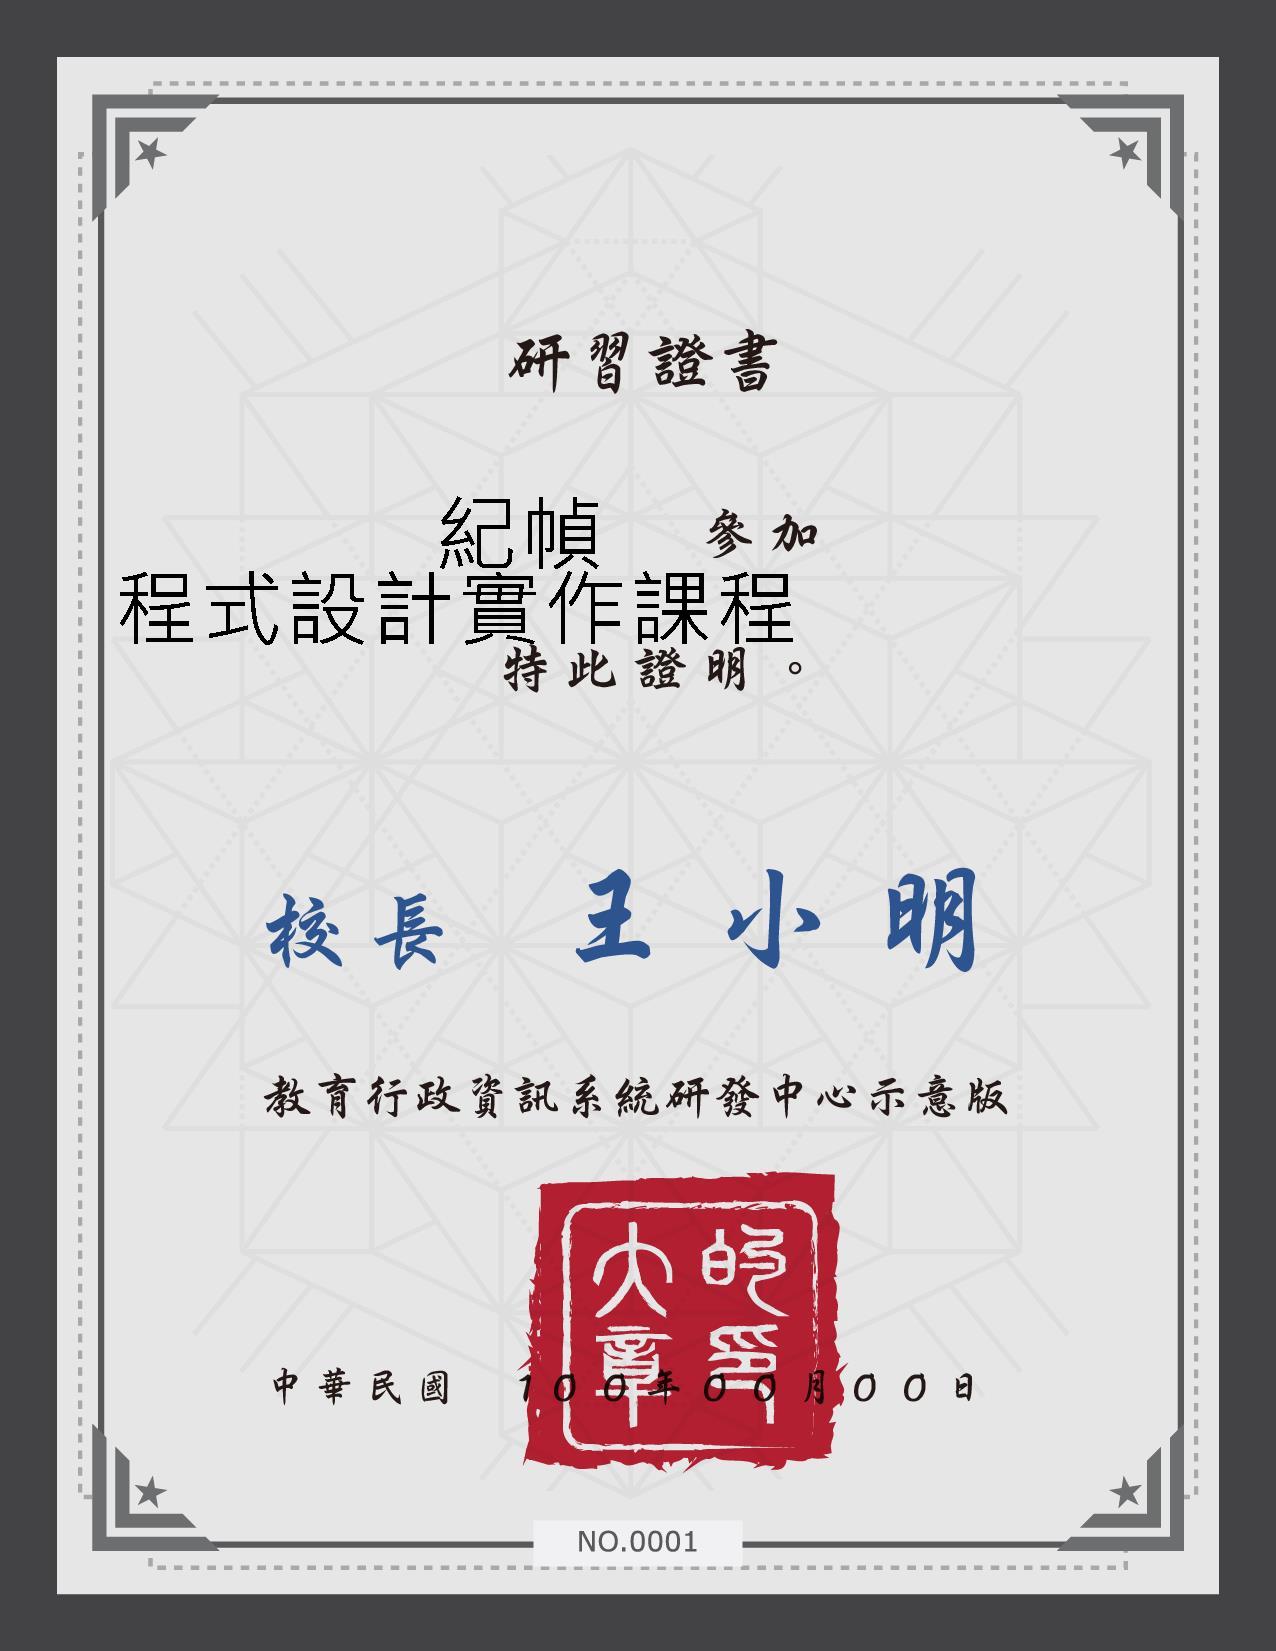 研習證書
紀幀 參加
程式設計實作課程
特此證明。
校長 王小明
教育行政資訊系統研發中心示意版
的印
大章
中華民國 100年00月00日
NO.0001